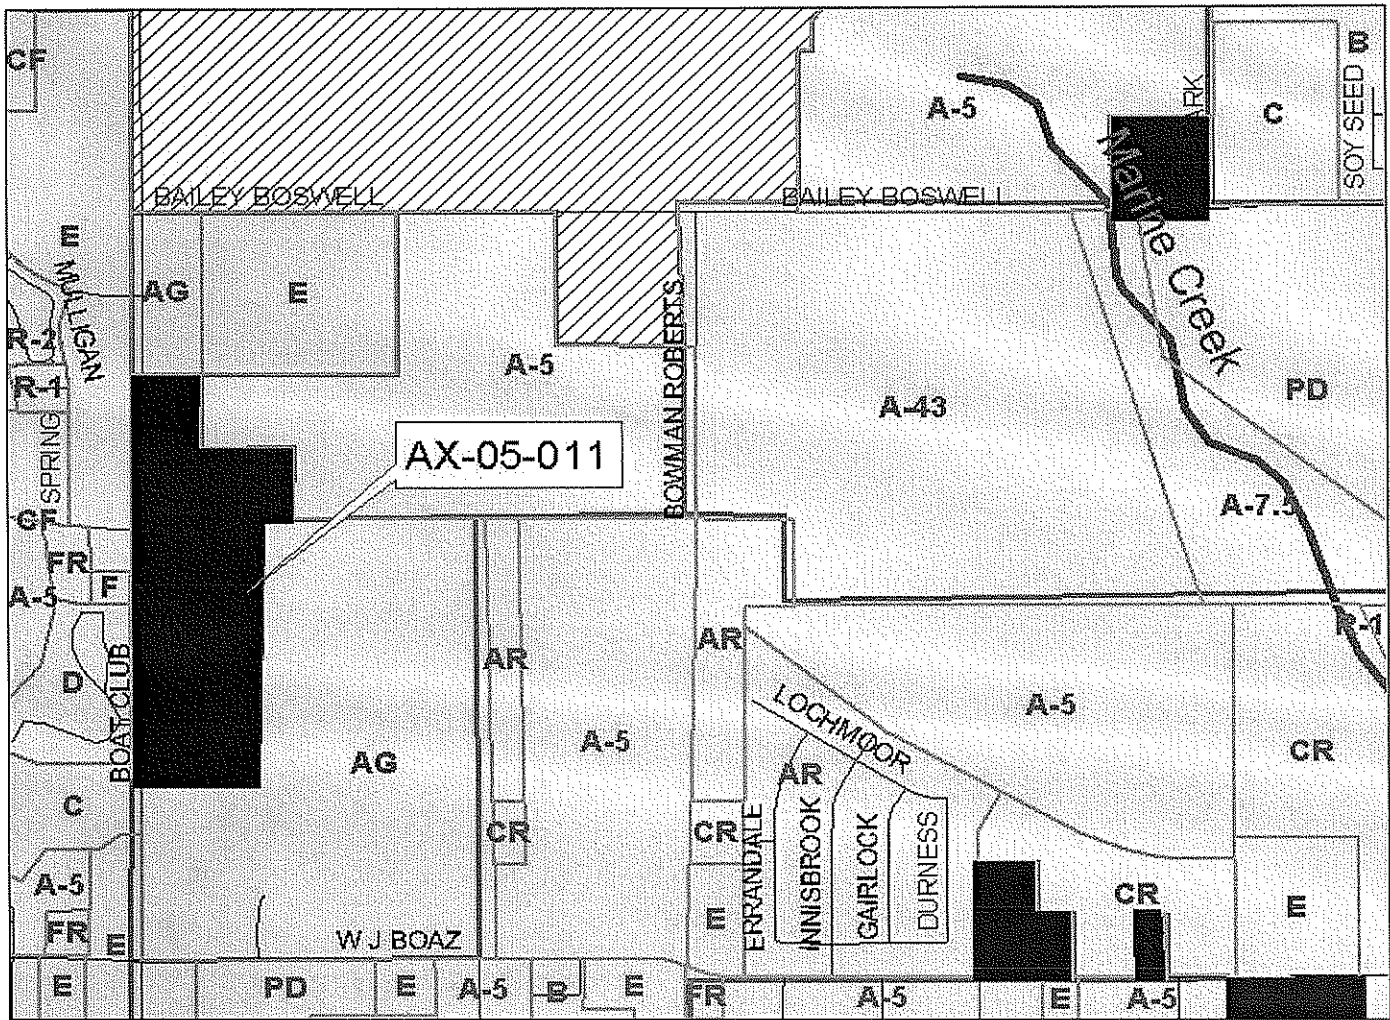 CF
B
A-5
C
SOY SEED
ARK
BAILEY BOSWELL
BAILEY BOSWELL
Marine Creek
E
MULLIGAN
AG
E
R-2
A-5
BOWMAN ROBERTS
R-1
A-43
PD
AX-05-011
SPRING
CF
A-7.5
FR
F
A-5
AR
AR
R-1
D
BOAT CLUB
A-5
LOCHMOOR
A-5
AG
AR
CR
C
CR
CR
ERRANDALE
INNISBROOK
GAIRLOCK
DURNESS
A-5
CR
FR
E
W J BOAZ
E
E
E
PD
E
A-5
B
E
FR
A-5
E
A-5